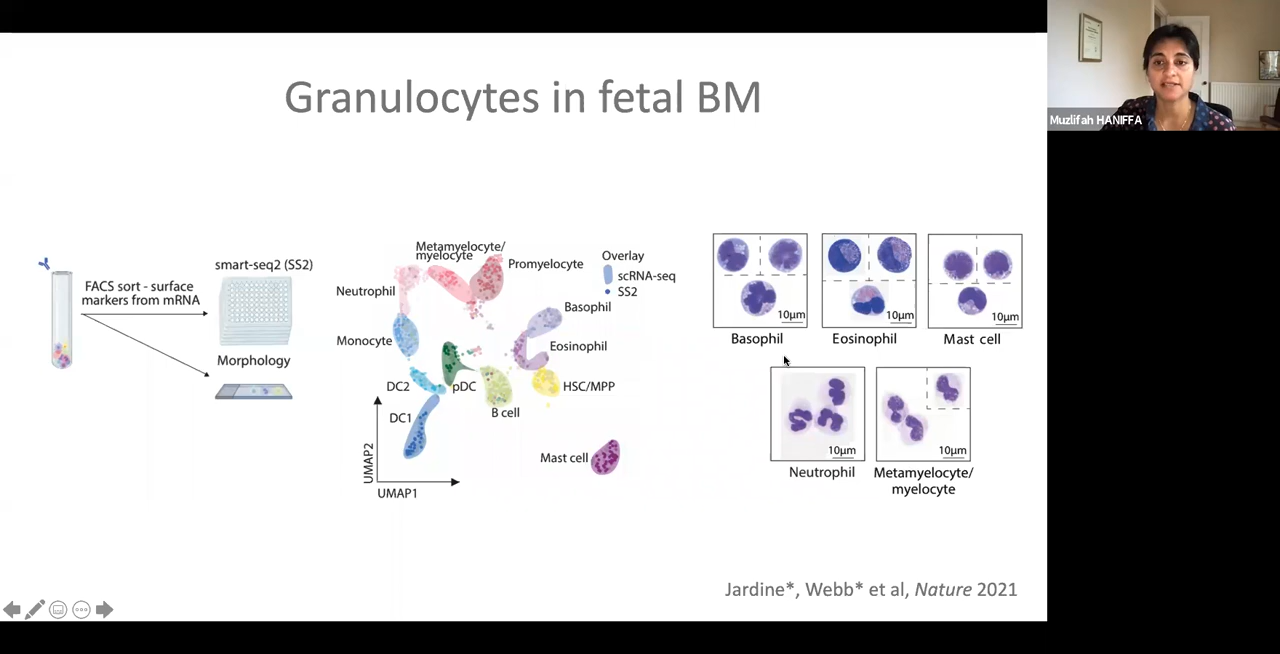 Granulocytes in fetal BM
Muzlifah HANIFFA
FACS sort - surface
markers from mRNA
smart-seq2 (SS2)
Morphology
Metamyelocyte/
myelocyte
Promyelocyte
Neutrophil
Monocyte
DC2
DC1
pDC
B cell
HSC/MPP
Eosinophil
Basophil
Mast cell
Overlay
scRNA-seq
SS2
UMAP2
UMAP1
10µm
Basophil
10µm
Eosinophil
10µm
Mast cell
10µm
Neutrophil
10µm
Metamyelocyte/
myelocyte
Jardine*, Webb* et al, Nature 2021